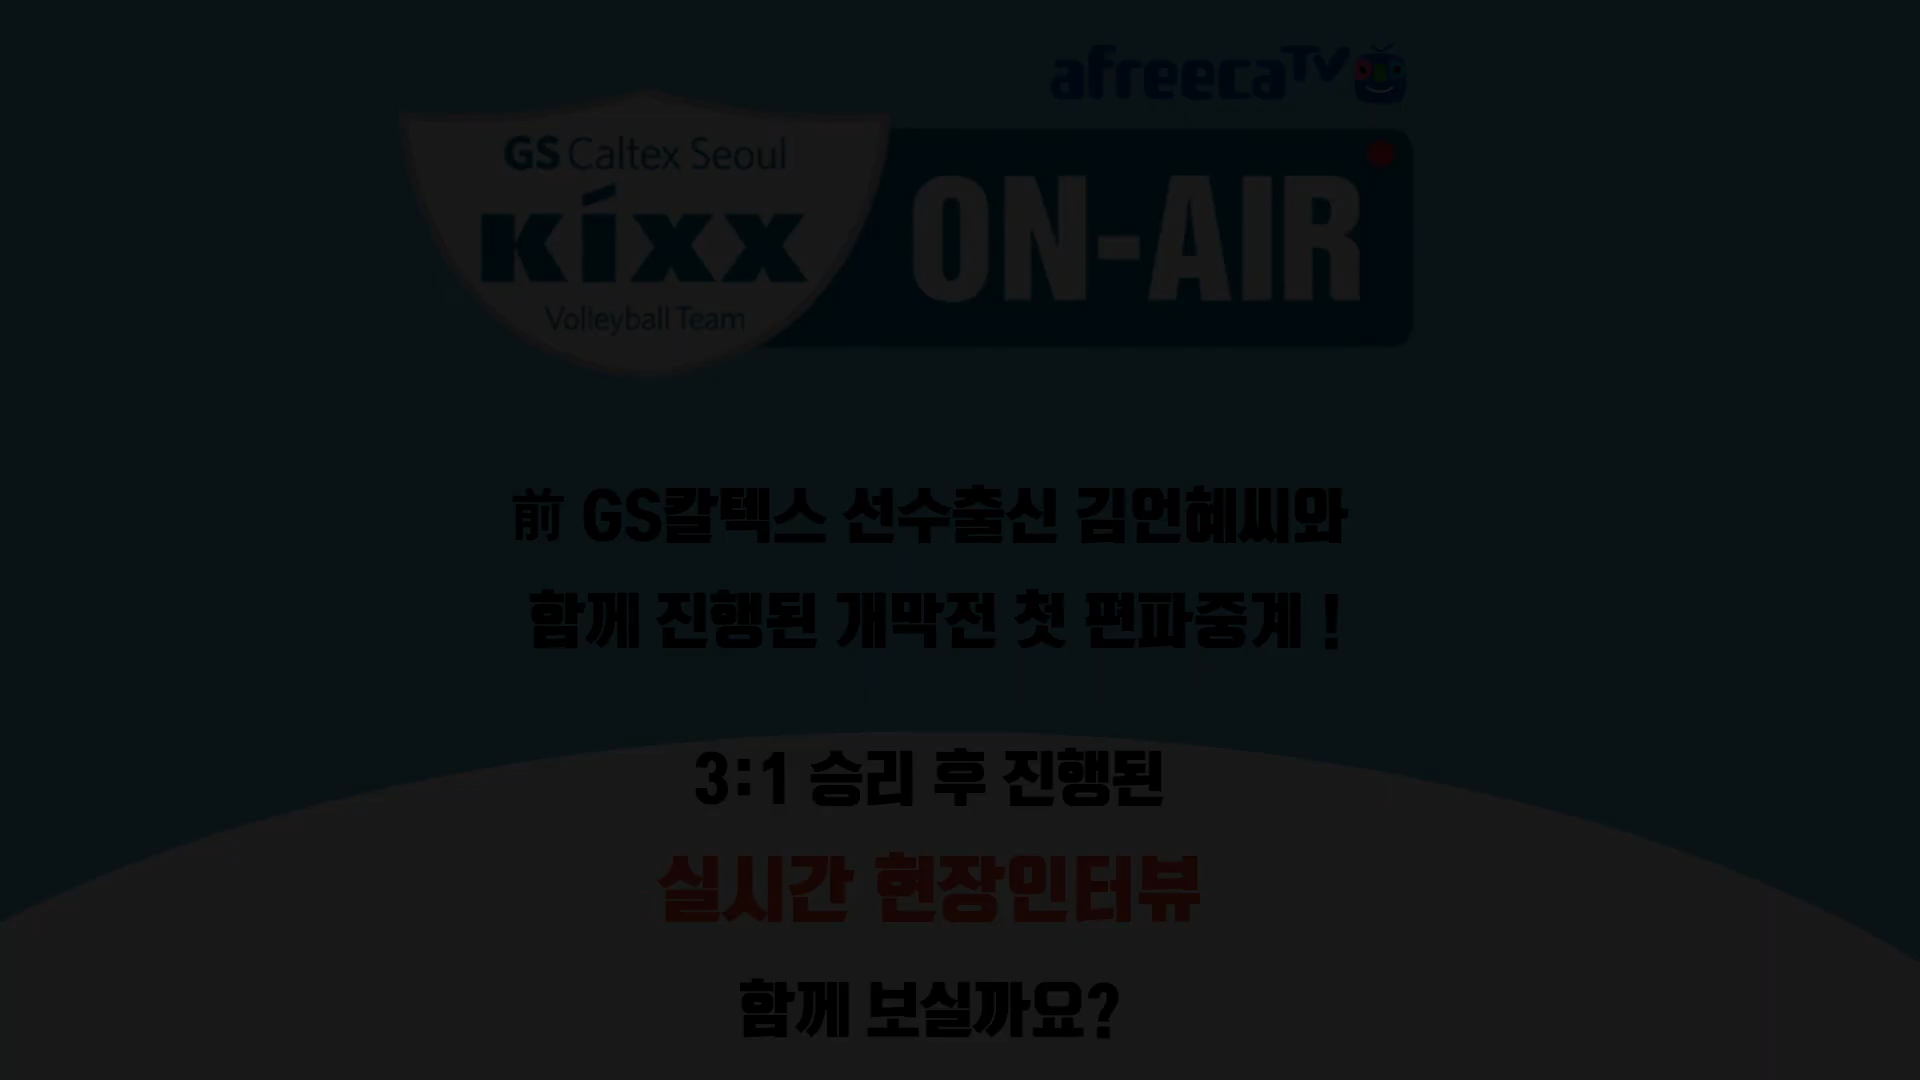 afreecaTV
GS Caltex Seoul
Kixx
Volleyball Team
ON-AIR
前 GS칼텍스 선수출신 김언혜씨와
함께 진행된 개막전 첫 편파중계 !
3:1 승리 후 진행된
실시간 현장인터뷰
함께 보실까요?